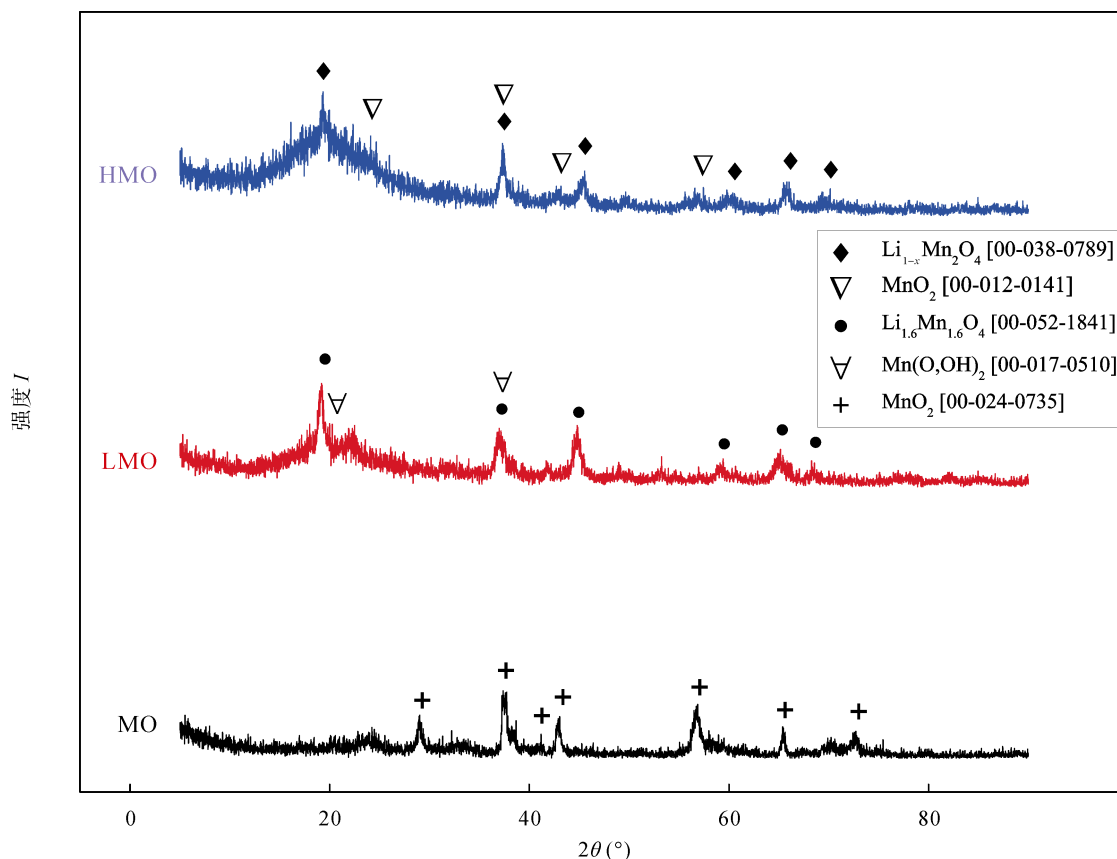 HMO
Li₁₋ₓMn₂O₄ [00-038-0789]
MnO₂ [00-012-0141]
Li₁.₆Mn₁.₆O₄ [00-052-1841]
Mn(O,OH)₂ [00-017-0510]
MnO₂ [00-024-0735]
强度 I
LMO
MO
0 20 40 60 80
2θ (°)